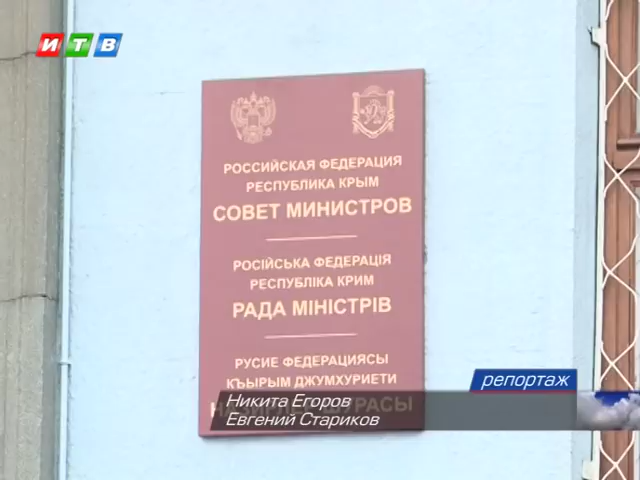 ИТВ
РОССИЙСКАЯ ФЕДЕРАЦИЯ
РЕСПУБЛИКА КРЫМ
СОВЕТ МИНИСТРОВ
РОСІЙСЬКА ФЕДЕРАЦІЯ
РЕСПУБЛІКА КРИМ
РАДА МІНІСТРІВ
РУСИЕ ФЕДЕРАЦИЯСЫ
КЪЫРЫМ ДЖУМХУРИЕТИ
ШУРАСЫ
репортаж
Никита Егоров
Евгений Стариков